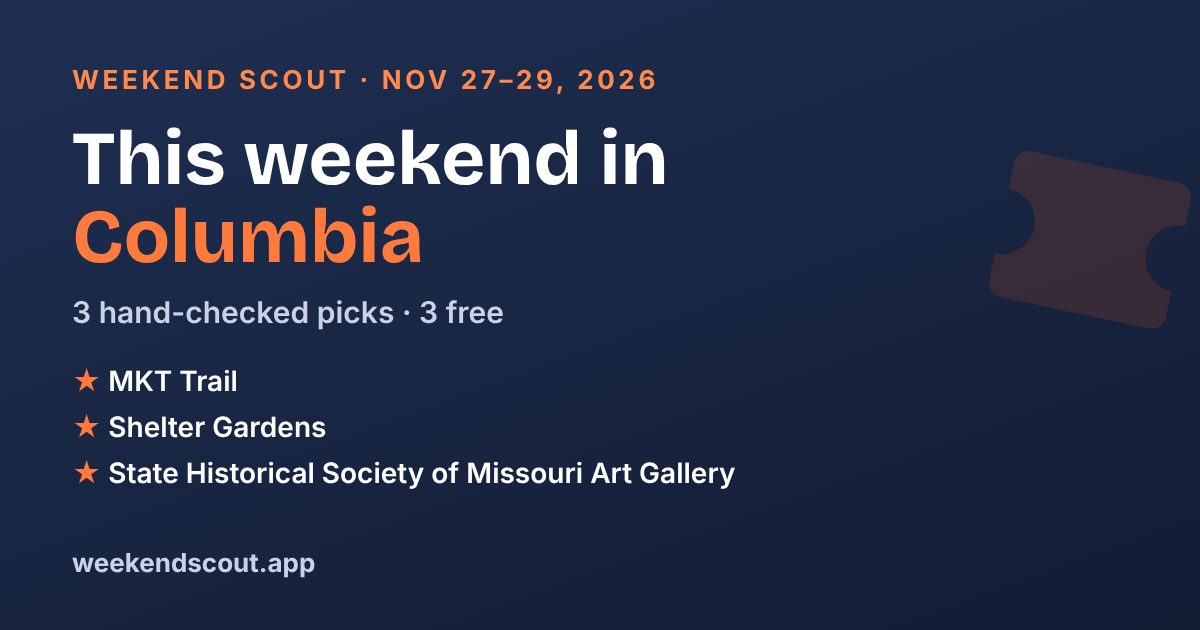 WEEKEND SCOUT · NOV 27–29, 2026
This weekend in
Columbia
3 hand-checked picks · 3 free
★ MKT Trail
★ Shelter Gardens
★ State Historical Society of Missouri Art Gallery
weekendscout.app